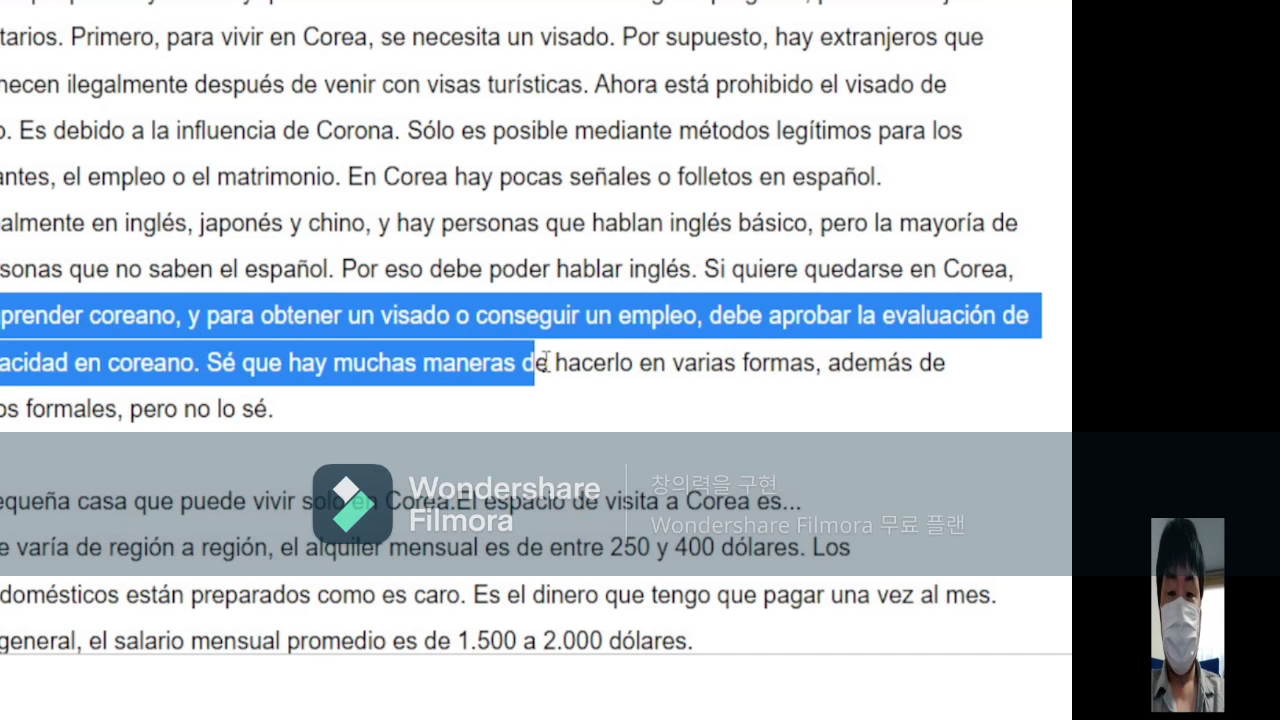 tarios. Primero, para vivir en Corea, se necesita un visado. Por supuesto, hay extranjeros que
necen ilegalmente después de venir con visas turísticas. Ahora está prohibido el visado de
o. Es debido a la influencia de Corona. Sólo es posible mediante métodos legítimos para los
antes, el empleo o el matrimonio. En Corea hay pocas señales o folletos en español.
almente en inglés, japonés y chino, y hay personas que hablan inglés básico, pero la mayoría de
sonas que no saben el español. Por eso debe poder hablar inglés. Si quiere quedarse en Corea,
prender coreano, y para obtener un visado o conseguir un empleo, debe aprobar la evaluación de
acidad en coreano. Sé que hay muchas maneras de hacerlo en varias formas, además de
os formales, pero no lo sé.
equeña casa que puede vivir solo en Corea.El espacio de visita a Corea es...
e varía de región a región, el alquiler mensual es de entre 250 y 400 dólares. Los
domésticos están preparados como es caro. Es el dinero que tengo que pagar una vez al mes.
general, el salario mensual promedio es de 1.500 a 2.000 dólares.
Wondershare
Filmora
창의력을 구현
Wondershare Filmora 무료 플랜